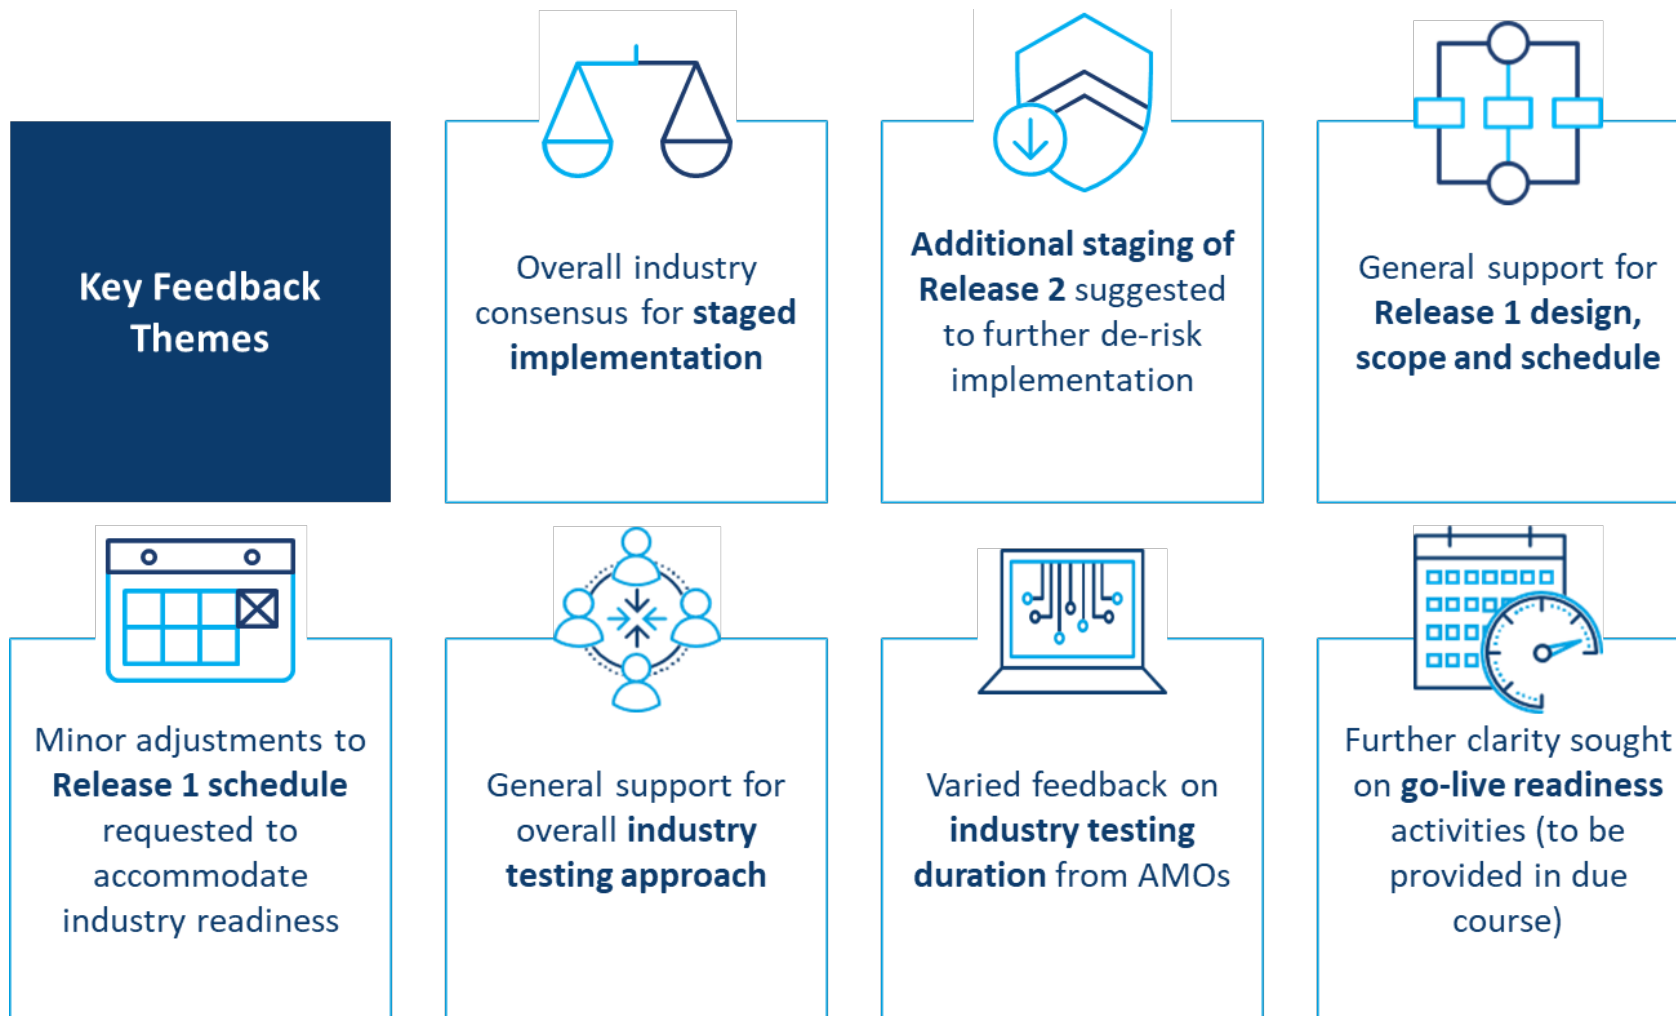 Key Feedback
Themes
Overall industry
consensus for staged
implementation
Additional staging of
Release 2 suggested
to further de-risk
implementation
General support for
Release 1 design,
scope and schedule
Minor adjustments to
Release 1 schedule
requested to
accommodate
industry readiness
General support for
overall industry
testing approach
Varied feedback on
industry testing
duration from AMOs
Further clarity sought
on go-live readiness
activities (to be
provided in due
course)